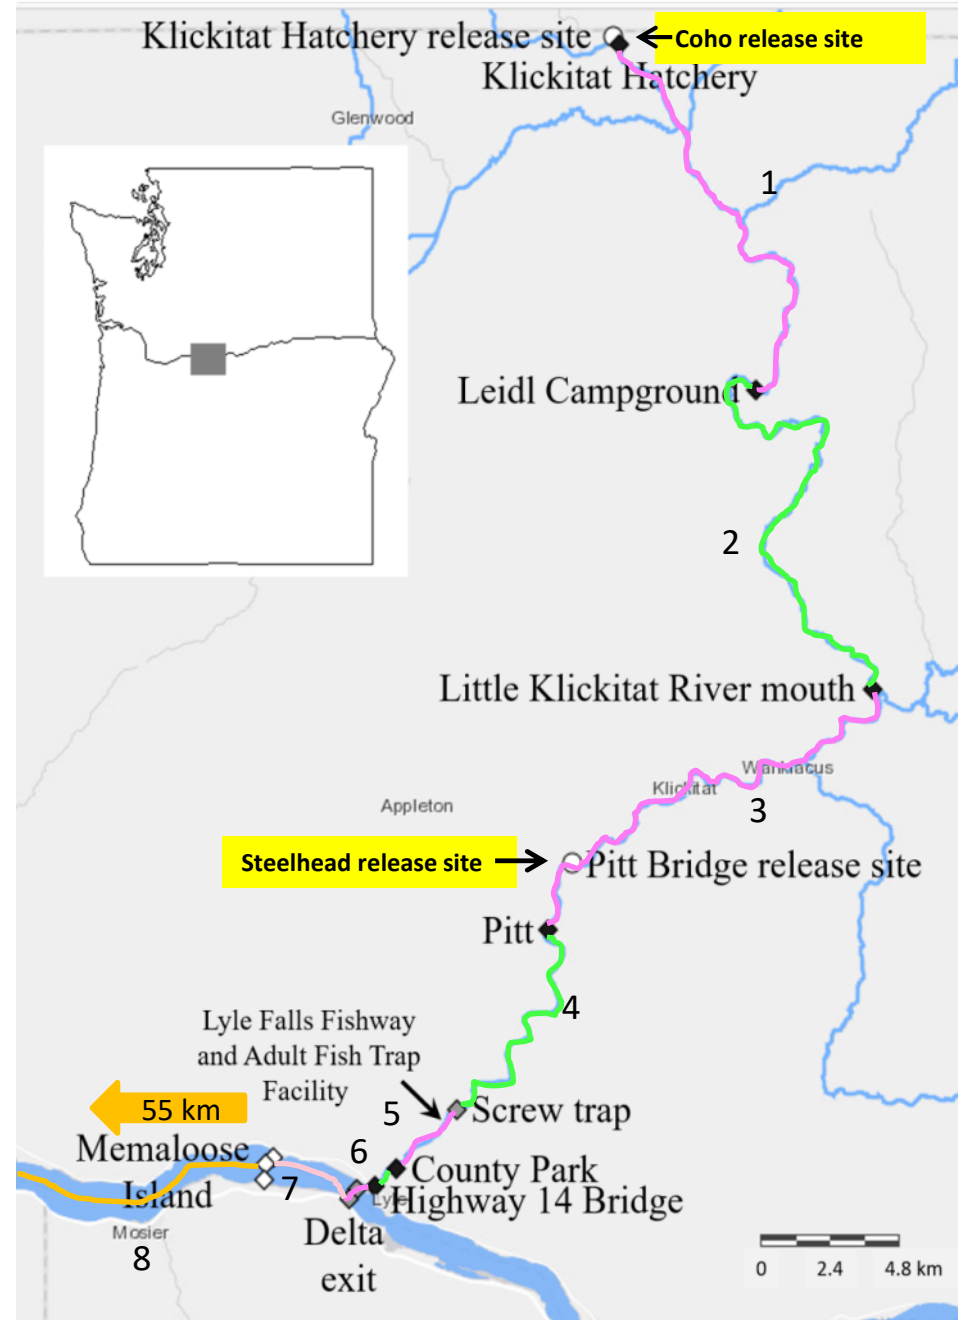 Klickitat Hatchery release site
Coho release site
Klickitat Hatchery
Glenwood
1
Leidl Campground
2
Little Klickitat River mouth
Wahkiacus
Klickitat
3
Appleton
Steelhead release site
Pitt Bridge release site
Pitt
4
Lyle Falls Fishway
and Adult Fish Trap
Facility
55 km
5
Screw trap
Memaloose
Island
6
County Park
7
Lyle
Highway 14 Bridge
Mosier
8
Delta
exit
0 2.4 4.8 km